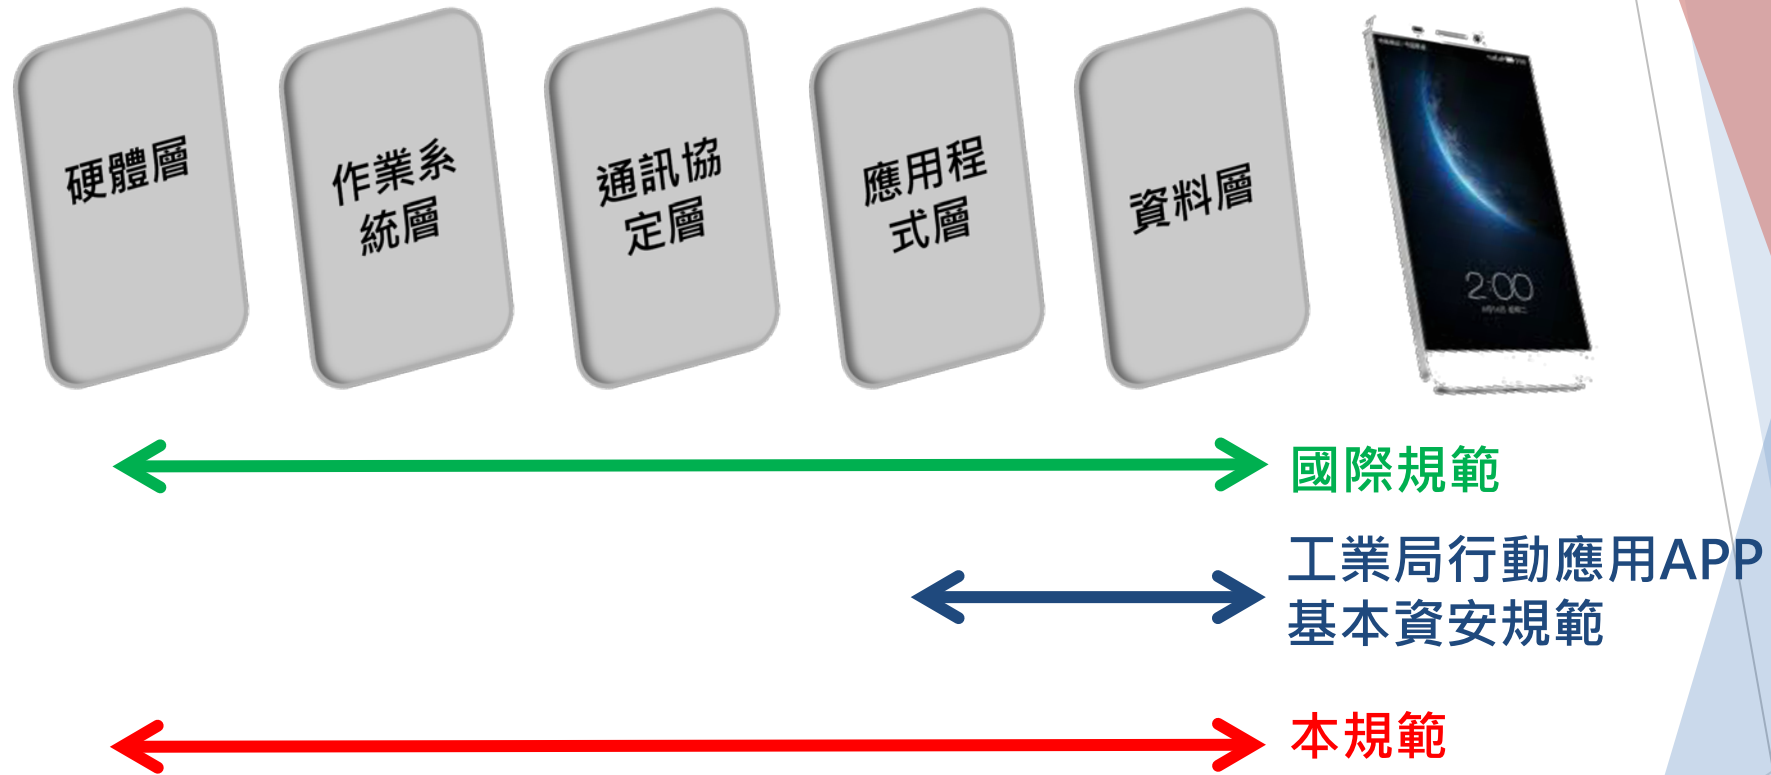 硬體層
作業系
統層
通訊協
定層
應用程
式層
資料層
2:00
國際規範
工業局行動應用APP
基本資安規範
本規範